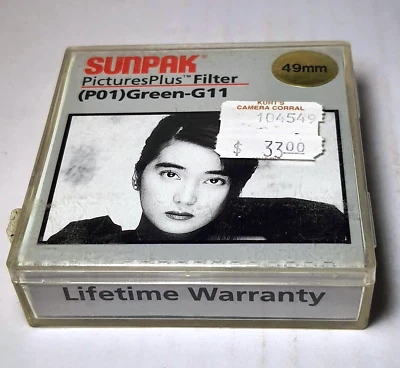 SUNPAK®
PicturesPlus™ Filter
(P01)Green-G11
49mm
KURT'S
CAMERA CORRAL
104549
$ 33.00
Lifetime Warranty